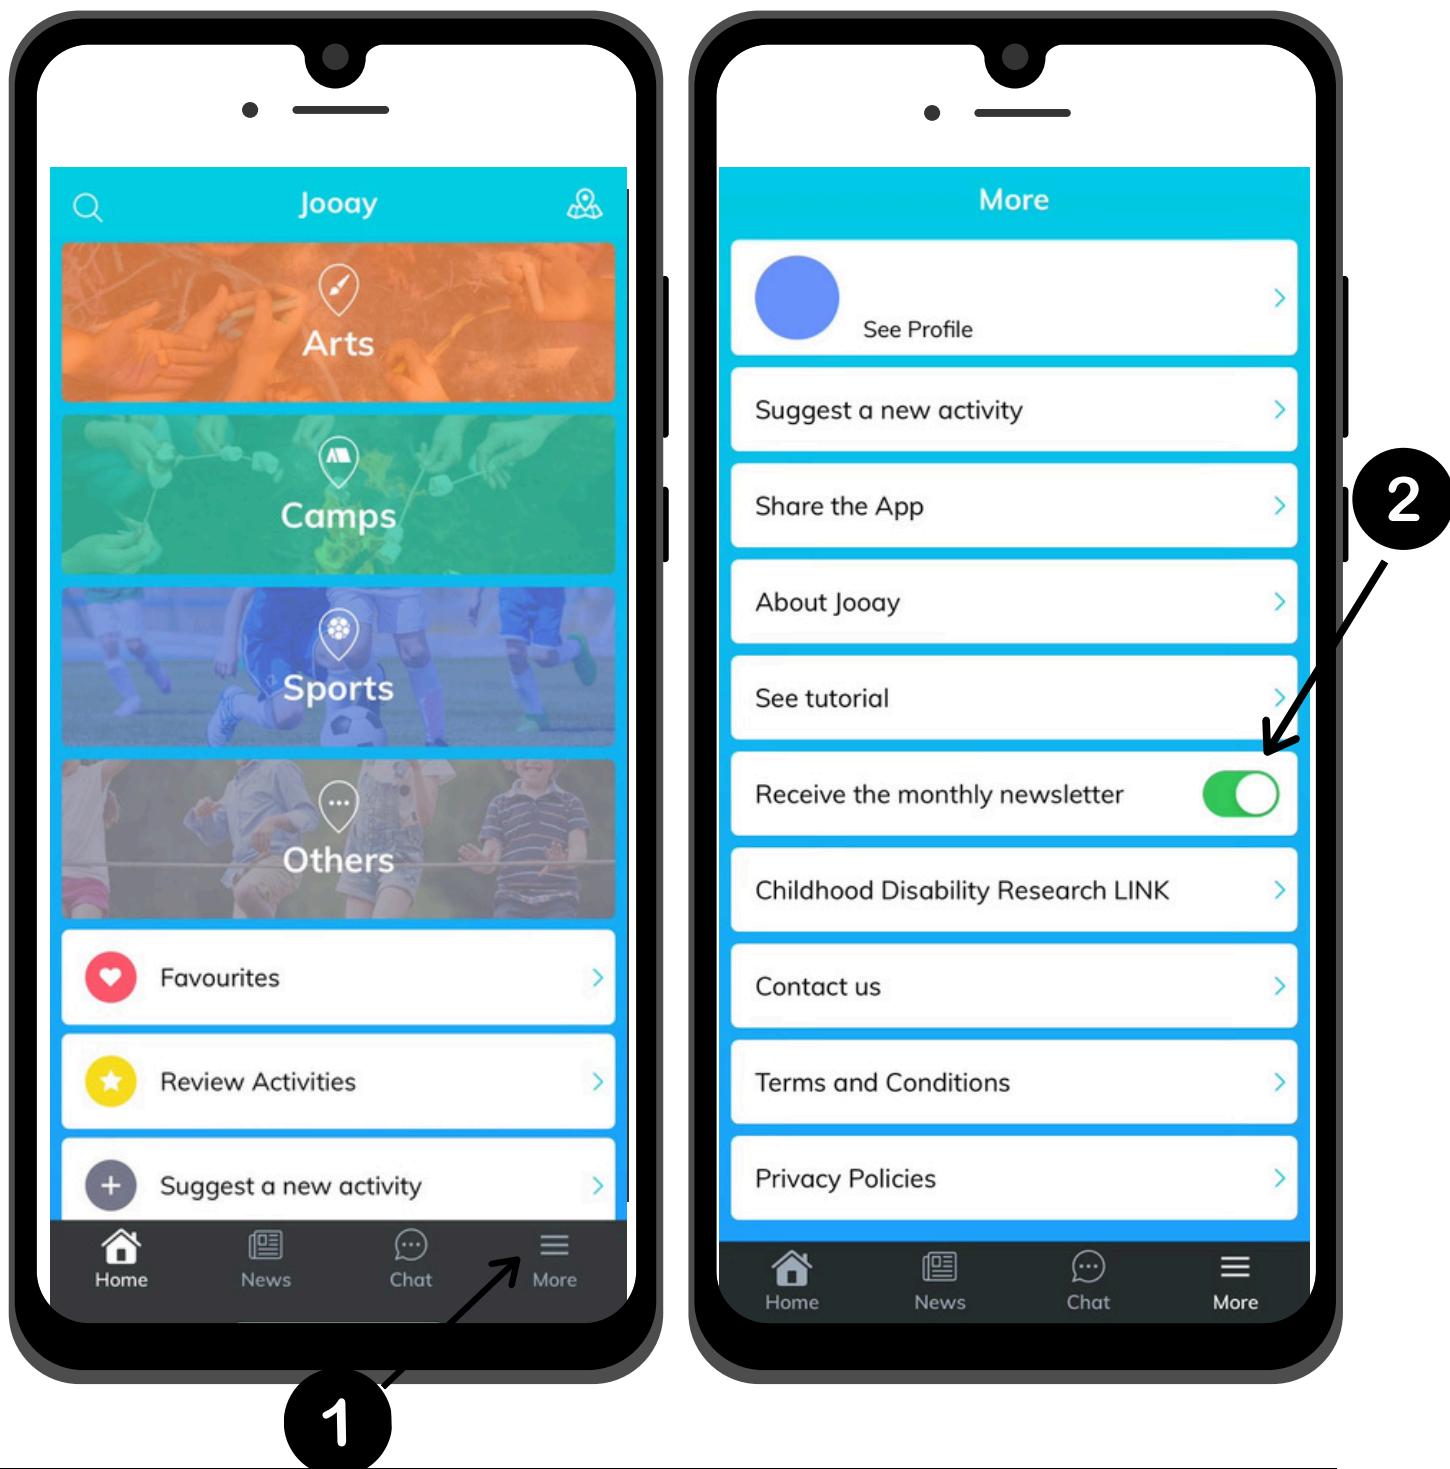 Jooay
Arts
Camps
Sports
Others
Favourites
Review Activities
Suggest a new activity
Home
News
Chat
More
1
More
See Profile
Suggest a new activity
Share the App
About Jooay
See tutorial
Receive the monthly newsletter
Childhood Disability Research LINK
Contact us
Terms and Conditions
Privacy Policies
Home
News
Chat
More
2